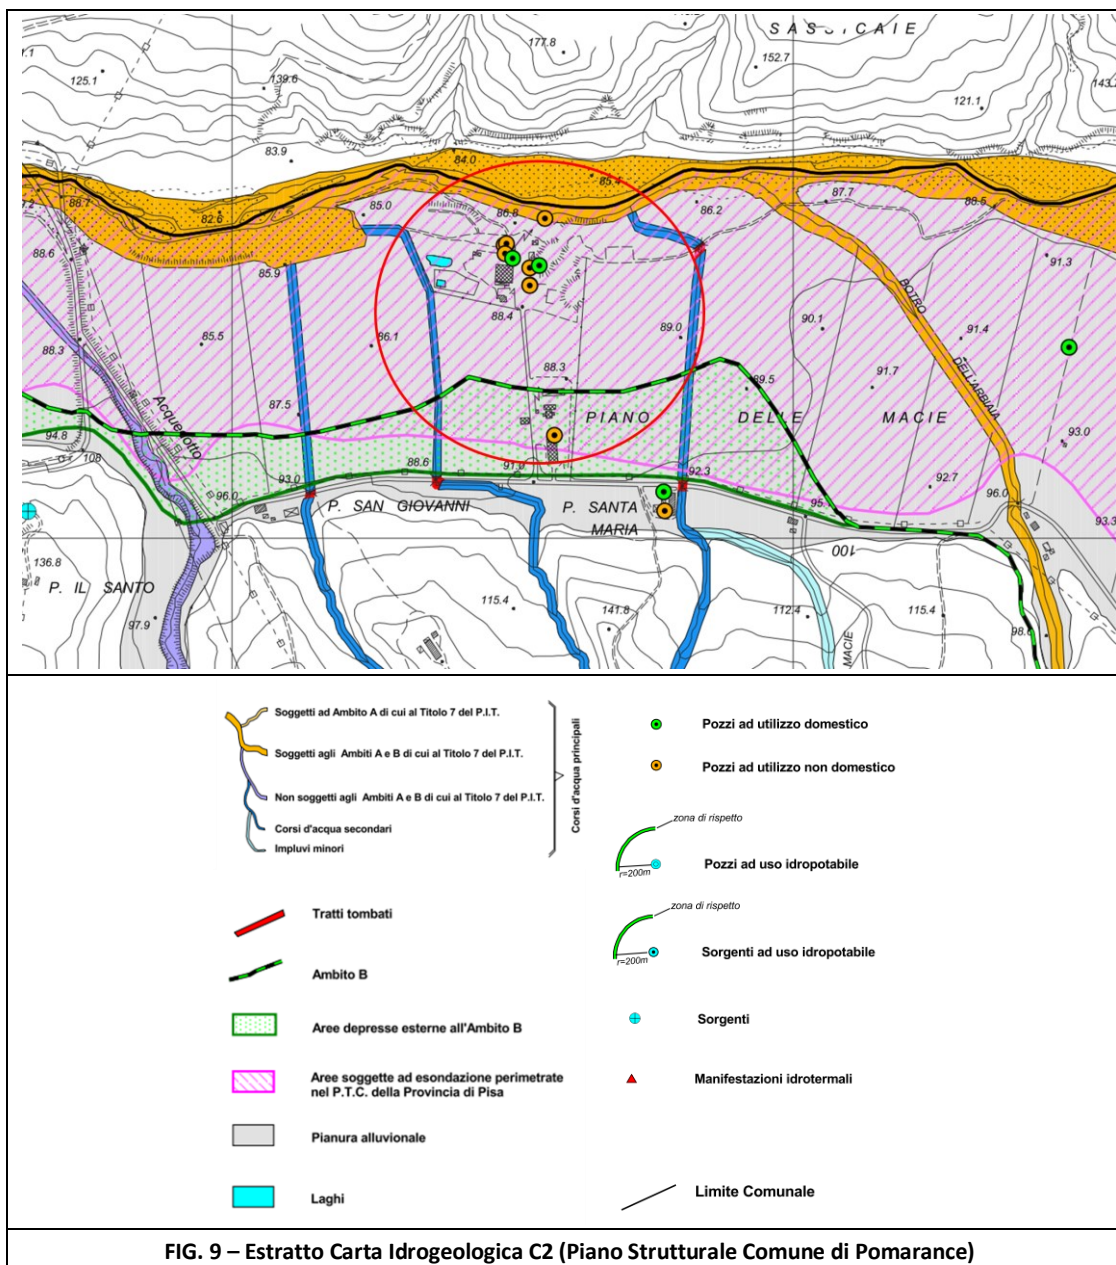 SASSICAIE
177.8
152.7
125.1
139.6
121.1
83.9
84.0
85.4
88.7
82.6
85.0
86.8
86.2
87.7
88.5
88.6
85.9
91.3
88.4
BOTRO
88.3
85.5
86.1
89.0
90.1
91.4
88.3
DELL'ARBIAIA
91.7
89.5
87.5
Acquedotto
PIANO DELLE MACIE
94.8
108
93.0
88.6
91.9
92.3
93.0
92.7
96.0
96.0
95.
93.3
P. SAN GIOVANNI
P. SANTA
MARIA
100
136.8
P. IL SANTO
115.4
141.8
112.4
115.4
97.9
MACIE
98.
Soggetti ad Ambito A di cui al Titolo 7 del P.I.T.
Soggetti agli Ambiti A e B di cui al Titolo 7 del P.I.T.
Non soggetti agli Ambiti A e B di cui al Titolo 7 del P.I.T.
Corsi d'acqua secondari
Impluvi minori
Corsi d'acqua principali
Tratti tombati
Ambito B
Aree depresse esterne all'Ambito B
Aree soggette ad esondazione perimetrate
nel P.T.C. della Provincia di Pisa
Pianura alluvionale
Laghi
Pozzi ad utilizzo domestico
Pozzi ad utilizzo non domestico
zona di rispetto
r=200m
Pozzi ad uso idropotabile
zona di rispetto
r=200m
Sorgenti ad uso idropotabile
Sorgenti
Manifestazioni idrotermali
Limite Comunale
FIG. 9 – Estratto Carta Idrogeologica C2 (Piano Strutturale Comune di Pomarance)